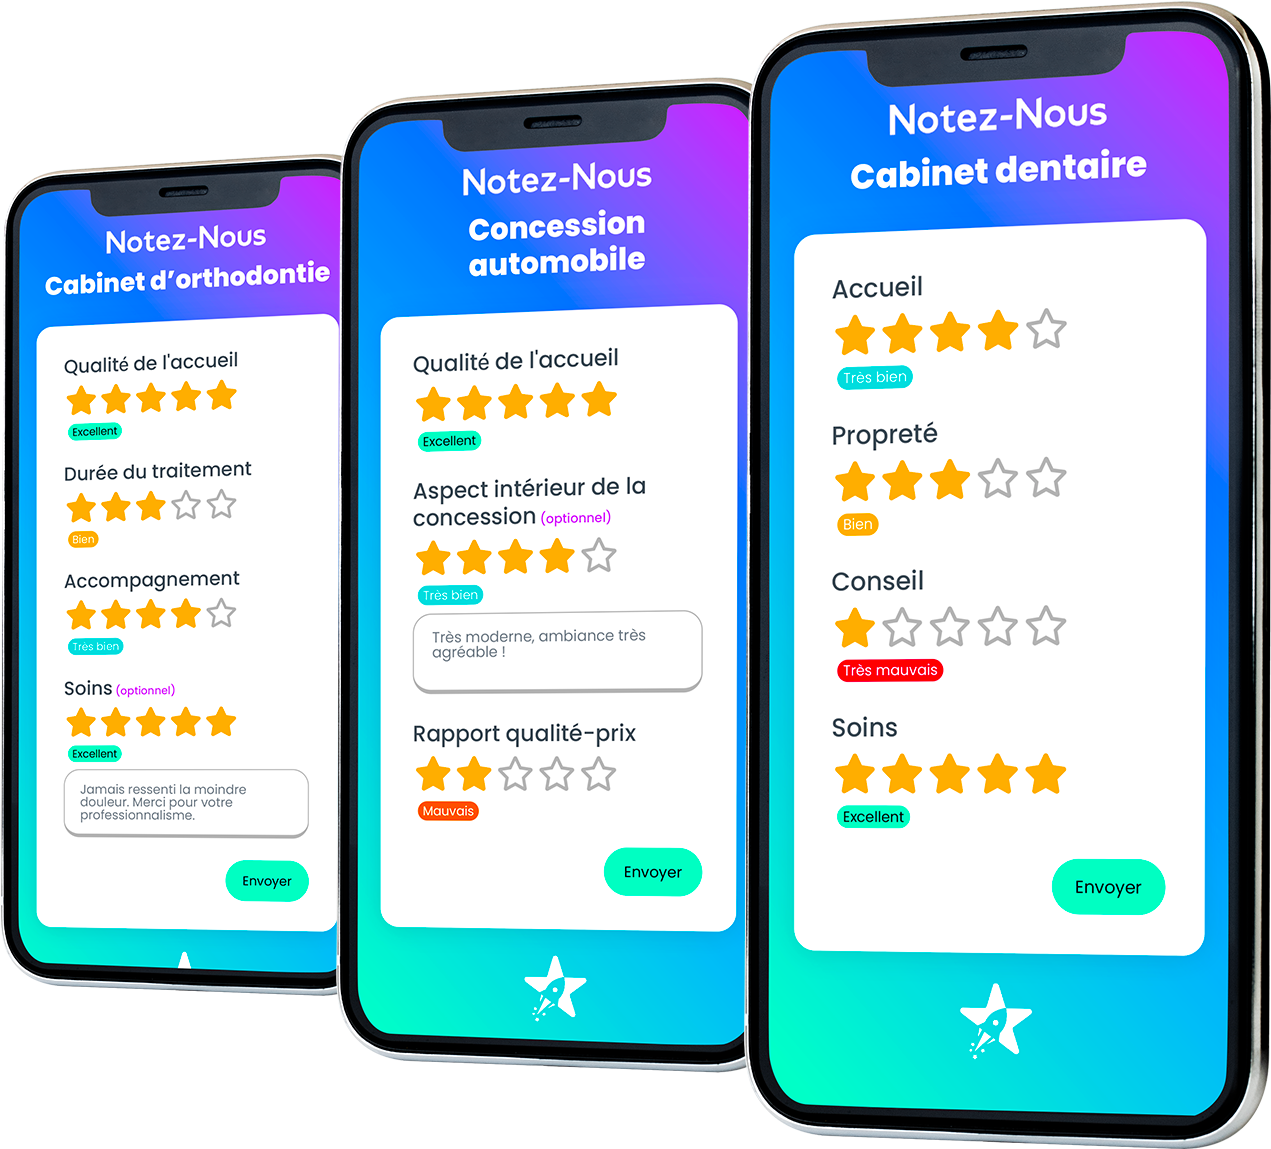 Notez-Nous
Cabinet d’orthodontie
Qualité de l'accueil
Excellent
Durée du traitement
Bien
Accompagnement
Très bien
Soins (optionnel)
Excellent
Jamais ressenti la moindre
douleur. Merci pour votre
professionnalisme.
Envoyer
Notez-Nous
Concession
automobile
Qualité de l'accueil
Excellent
Aspect intérieur de la
concession (optionnel)
Très bien
Très moderne, ambiance très
agréable !
Rapport qualité-prix
Mauvais
Envoyer
Notez-Nous
Cabinet dentaire
Accueil
Très bien
Propreté
Bien
Conseil
Très mauvais
Soins
Excellent
Envoyer